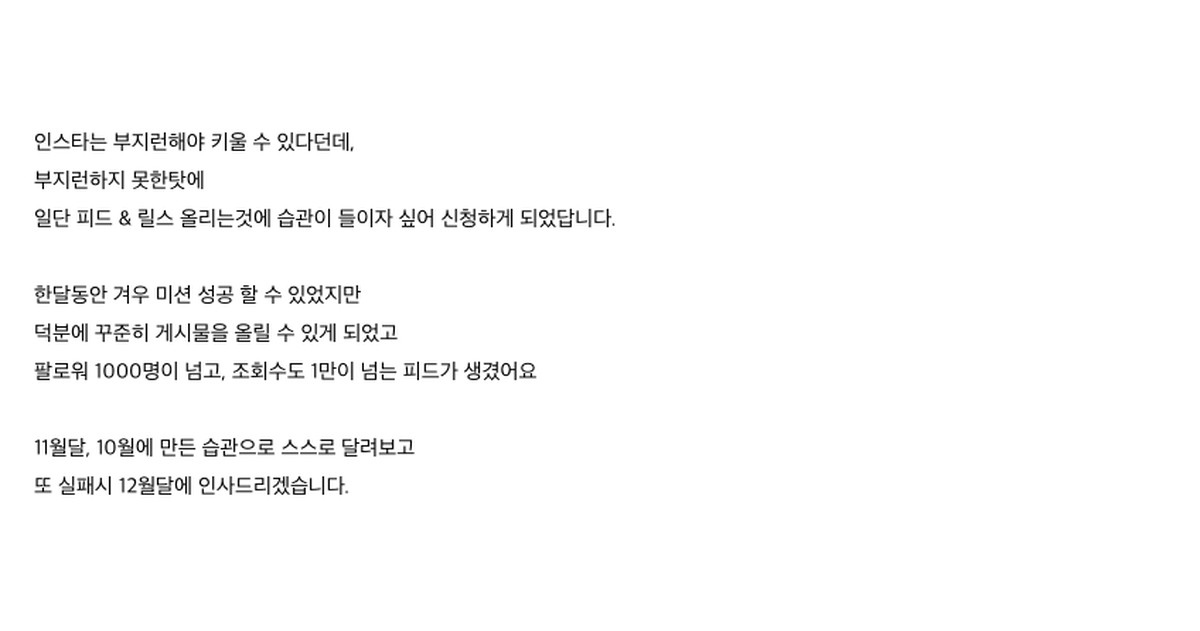 인스타는 부지런해야 키울 수 있다던데,
부지런하지 못한탓에
일단 피드 & 릴스 올리는것에 습관이 들이자 싶어 신청하게 되었답니다.
한달동안 겨우 미션 성공 할 수 있었지만
덕분에 꾸준히 게시물을 올릴 수 있게 되었고
팔로워 1000명이 넘고, 조회수도 1만이 넘는 피드가 생겼어요
11월달, 10월에 만든 습관으로 스스로 달려보고
또 실패시 12월달에 인사드리겠습니다.